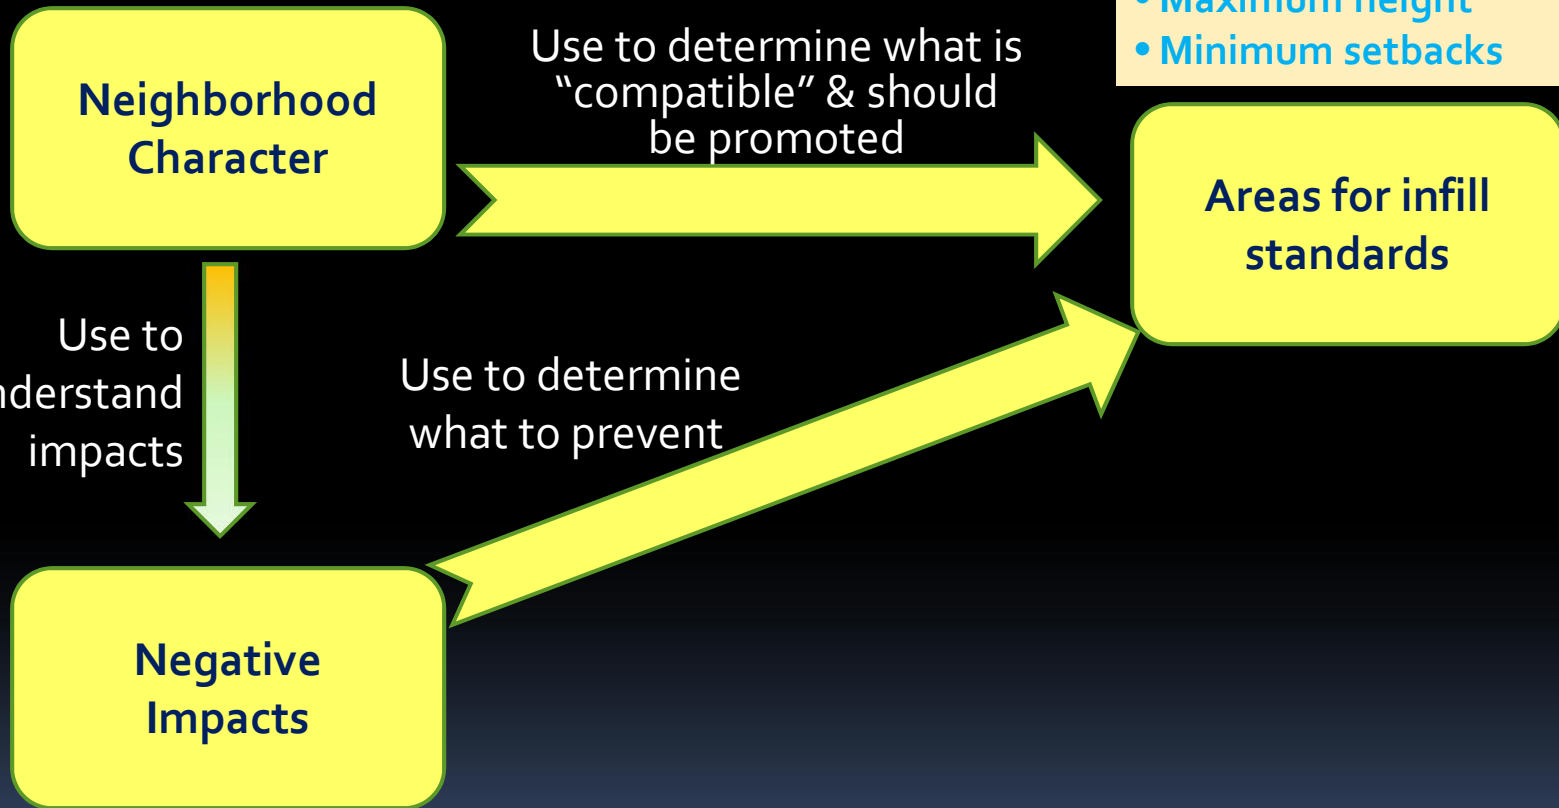 • Maximum height
• Minimum setbacks
Neighborhood
Character
Use to determine what is
“compatible” & should
be promoted
Areas for infill
standards
Use to
nderstand
impacts
Use to determine
what to prevent
Negative
Impacts